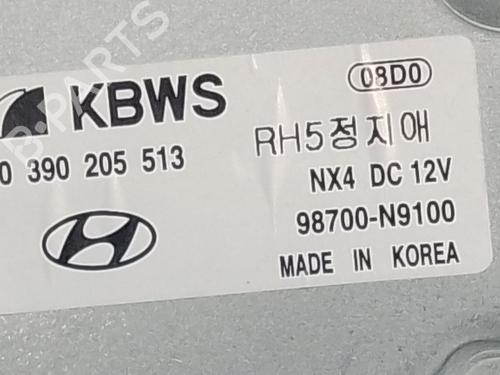 08D0
KBWS
RH5정지애
0 390 205 513
NX4 DC 12V
98700-N9100
MADE IN KOREA
B-PARTS